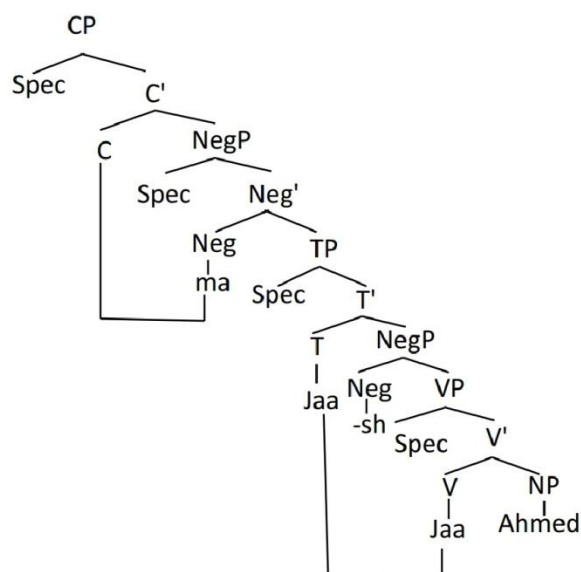 CP
Spec
C'
C
NegP
Spec
Neg'
Neg
TP
ma
Spec
T'
T
NegP
Jaa
Neg
VP
-sh
Spec
V'
V
NP
Jaa
Ahmed